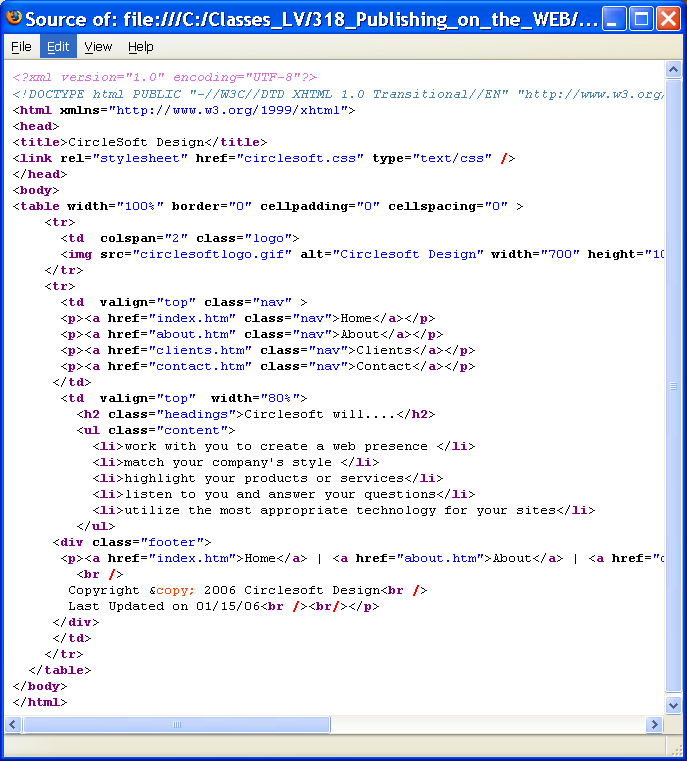 Source of: file:///C:/Classes_LV/318_Publishing_on_the_WEB/...
File Edit View Help
<?xml version="1.0" encoding="UTF-8"?>
<!DOCTYPE html PUBLIC "-//W3C//DTD XHTML 1.0 Transitional//EN" "http://www.w3.org/
<html xmlns="http://www.w3.org/1999/xhtml">
<head>
<title>CircleSoft Design</title>
<link rel="stylesheet" href="circlesoft.css" type="text/css" />
</head>
<body>
<table width="100%" border="0" cellpadding="0" cellspacing="0" >
<tr>
<td  colspan="2" class="logo">
<img src="circlesoftlogo.gif" alt="Circlesoft Design" width="700" height="10
</tr>
<tr>
<td  valign="top" class="nav" >
<p><a href="index.htm" class="nav">Home</a></p>
<p><a href="about.htm" class="nav">About</a></p>
<p><a href="clients.htm" class="nav">Clients</a></p>
<p><a href="contact.htm" class="nav">Contact</a></p>
</td>
<td  valign="top"  width="80%">
<h2 class="headings">Circlesoft will....</h2>
<ul class="content">
<li>work with you to create a web presence </li>
<li>match your company's style </li>
<li>highlight your products or services</li>
<li>listen to you and answer your questions</li>
<li>utilize the most appropriate technology for your sites</li>
</ul>
<div class="footer">
<p><a href="index.htm">Home</a> | <a href="about.htm">About</a> | <a href="c
<br />
Copyright &copy; 2006 Circlesoft Design<br />
Last Updated on 01/15/06<br /><br/></p>
</div>
</td>
</tr>
</table>
</body>
</html>